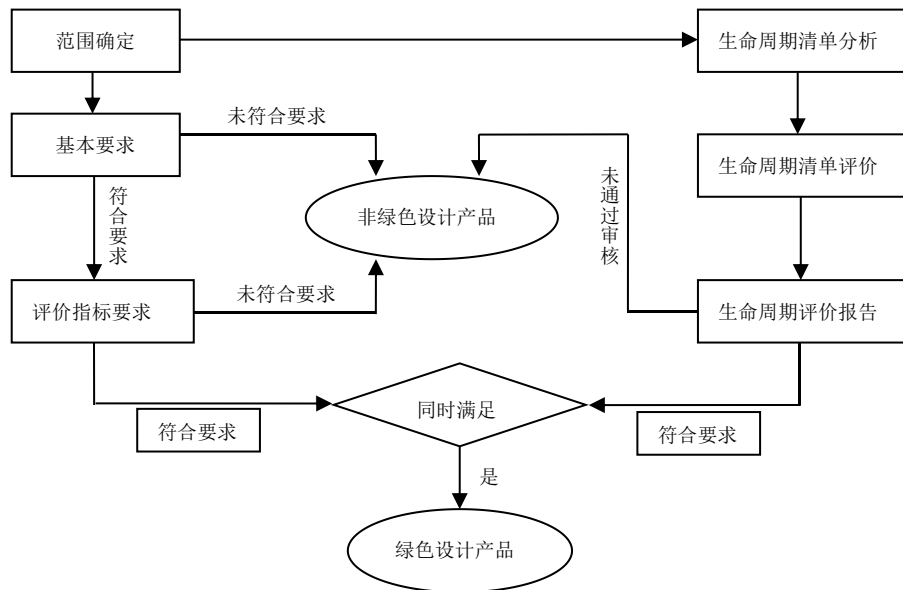 范围确定
生命周期清单分析
未符合要求
基本要求
生命周期清单评价
符合要求
非绿色设计产品
未通过审核
评价指标要求
未符合要求
生命周期评价报告
同时满足
符合要求
符合要求
是
绿色设计产品